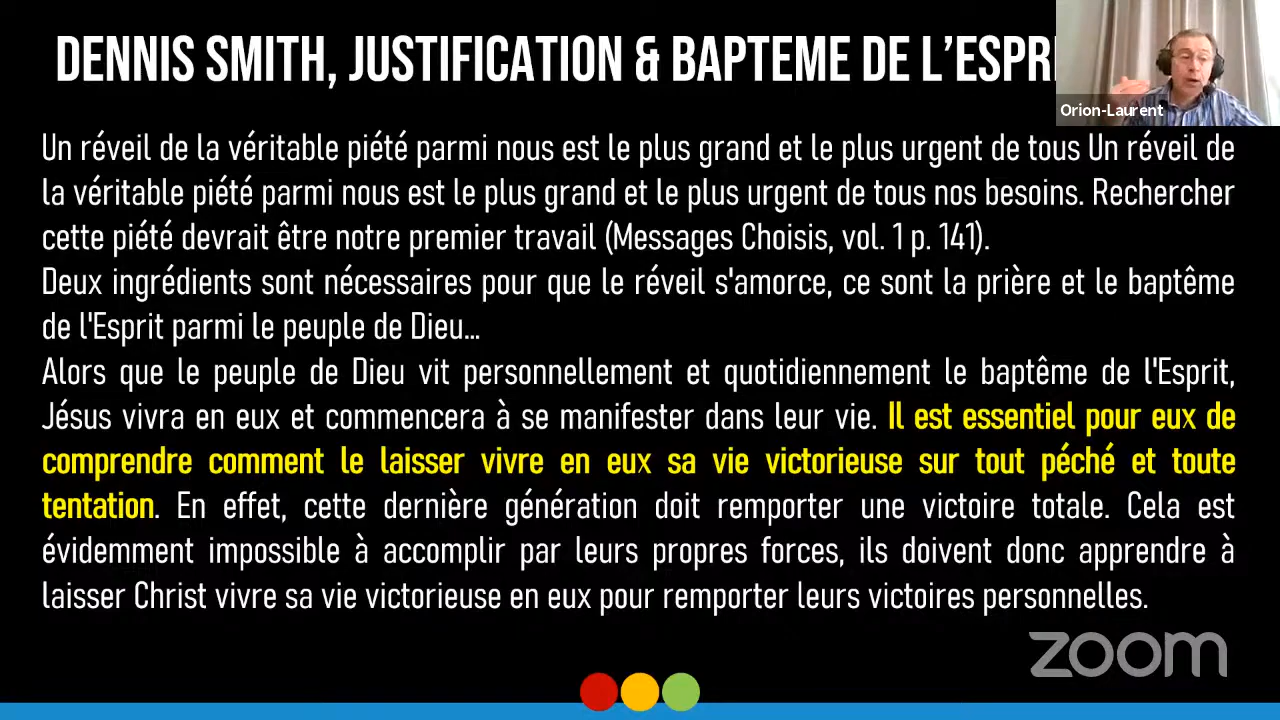 DENNIS SMITH, JUSTIFICATION & BAPTEME DE L'ESPRI
Orion-Laurent
Un réveil de la véritable piété parmi nous est le plus grand et le plus urgent de tous Un réveil de
la véritable piété parmi nous est le plus grand et le plus urgent de tous nos besoins. Rechercher
cette piété devrait être notre premier travail (Messages Choisis, vol. 1 p. 141).
Deux ingrédients sont nécessaires pour que le réveil s'amorce, ce sont la prière et le baptême
de l'Esprit parmi le peuple de Dieu...
Alors que le peuple de Dieu vit personnellement et quotidiennement le baptême de l'Esprit,
Jésus vivra en eux et commencera à se manifester dans leur vie. Il est essentiel pour eux de
comprendre comment le laisser vivre en eux sa vie victorieuse sur tout péché et toute
tentation. En effet, cette dernière génération doit remporter une victoire totale. Cela est
évidemment impossible à accomplir par leurs propres forces, ils doivent donc apprendre à
laisser Christ vivre sa vie victorieuse en eux pour remporter leurs victoires personnelles.
zoom